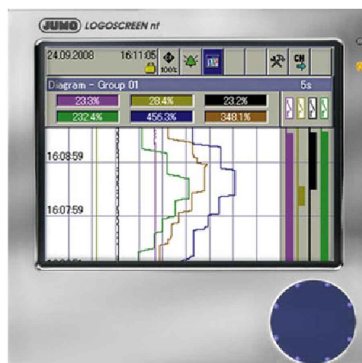 JUMO LOGOSCREEN nt
24.09.2008 16:11:05 100% CH
Diagram - Group 01 5s
23.3% 28.4% 23.2%
232.4% 456.3% 348.1%
16:08:59
16:07:59